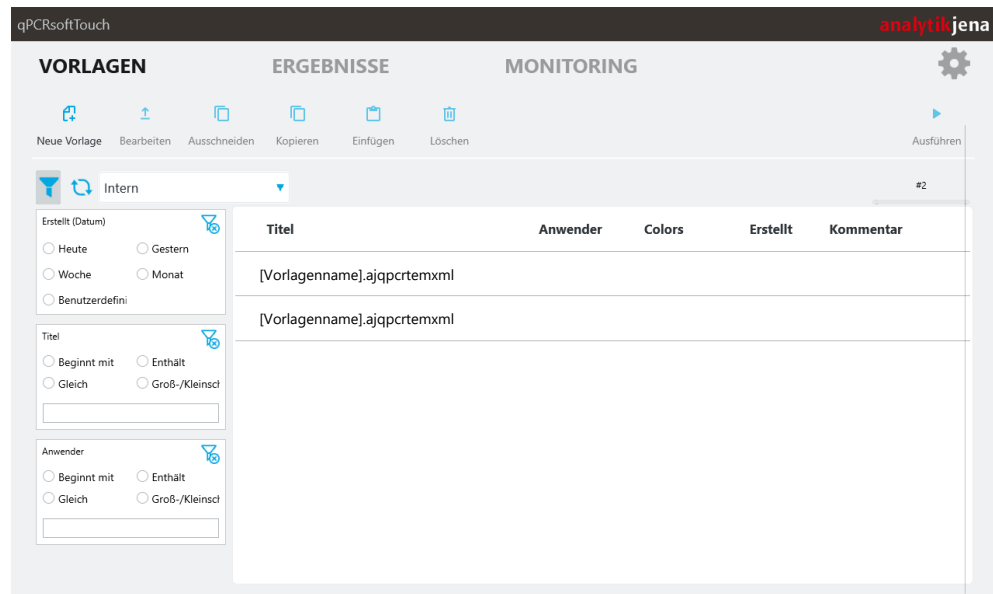 qPCRsoftTouch analytikjena
VORLAGEN ERGEBNISSE MONITORING
Neue Vorlage Bearbeiten Ausschneiden Kopieren Einfügen Löschen Ausführen
Intern #2
Erstellt (Datum)
Heute Gestern
Woche Monat
Benutzerdefini
Titel
Beginnt mit Enthält
Gleich Groß-/Kleinsch
Anwender
Beginnt mit Enthält
Gleich Groß-/Kleinsch
Titel Anwender Colors Erstellt Kommentar
[Vorlagenname].ajqpcrtemxml
[Vorlagenname].ajqpcrtemxml